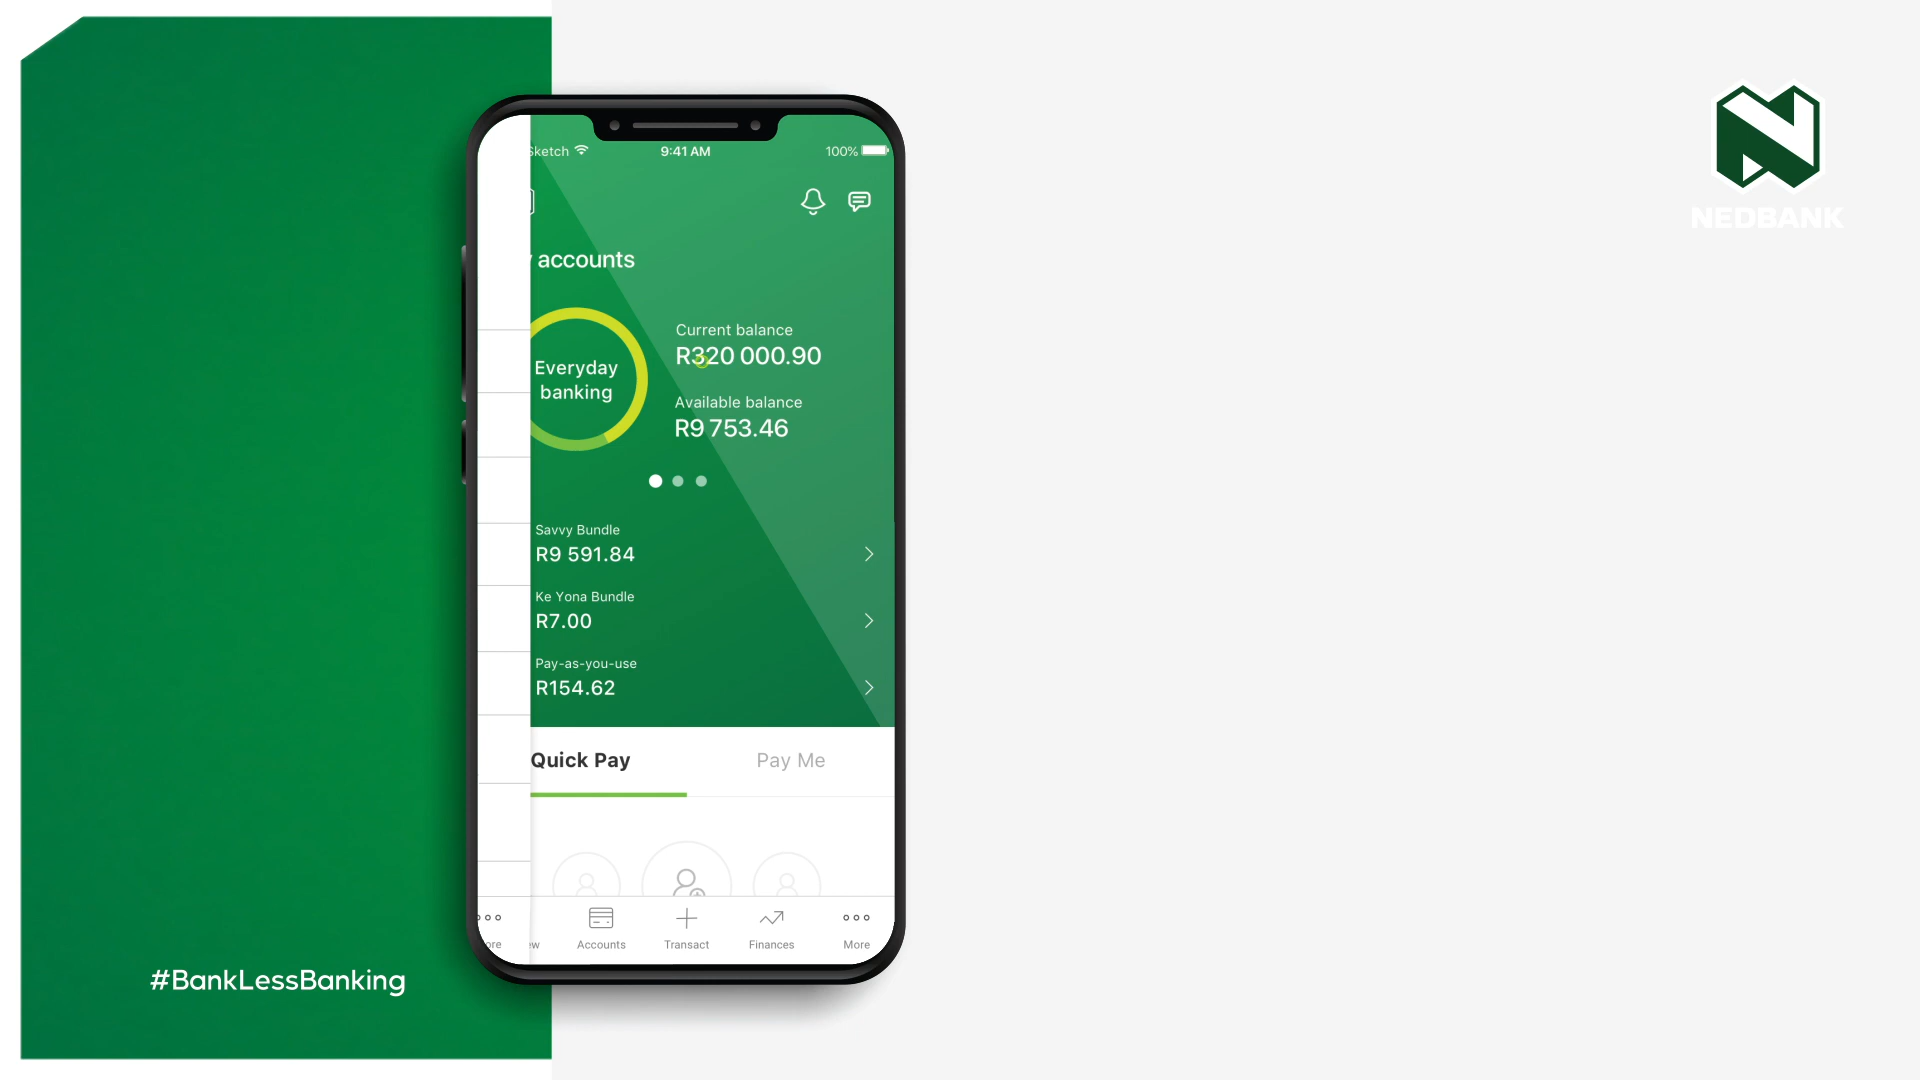 Sketch 9:41 AM 100%
accounts
Everyday
banking
Current balance
R320 000.90
Available balance
R9 753.46
Savvy Bundle
R9 591.84
Ke Yona Bundle
R7.00
Pay-as-you-use
R154.62
Quick Pay Pay Me
Accounts Transact Finances More
#BankLessBanking
NEDBANK